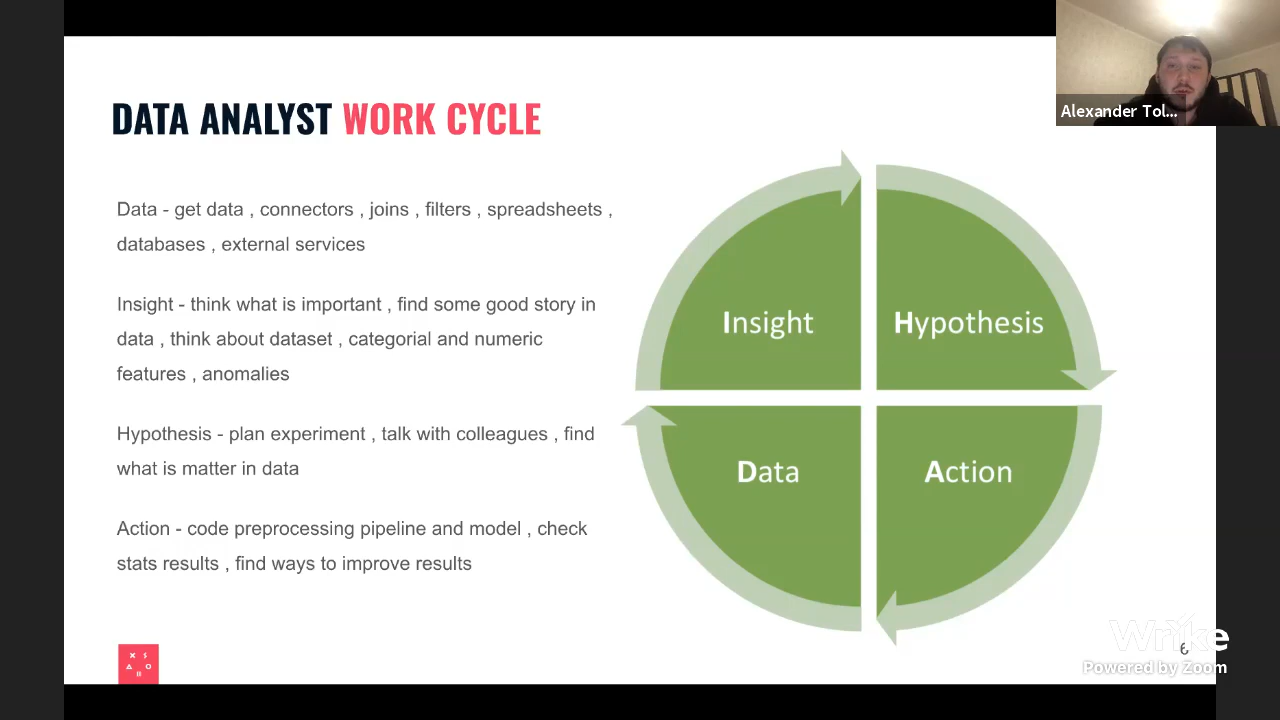 DATA ANALYST WORK CYCLE
Alexander Tol...
Data - get data , connectors , joins , filters , spreadsheets ,
databases , external services
Insight - think what is important , find some good story in
data , think about dataset , categorial and numeric
features , anomalies
Hypothesis - plan experiment , talk with colleagues , find
what is matter in data
Action - code preprocessing pipeline and model , check
stats results , find ways to improve results
Insight
Hypothesis
Data
Action
Wrike
6
Powered by Zoom